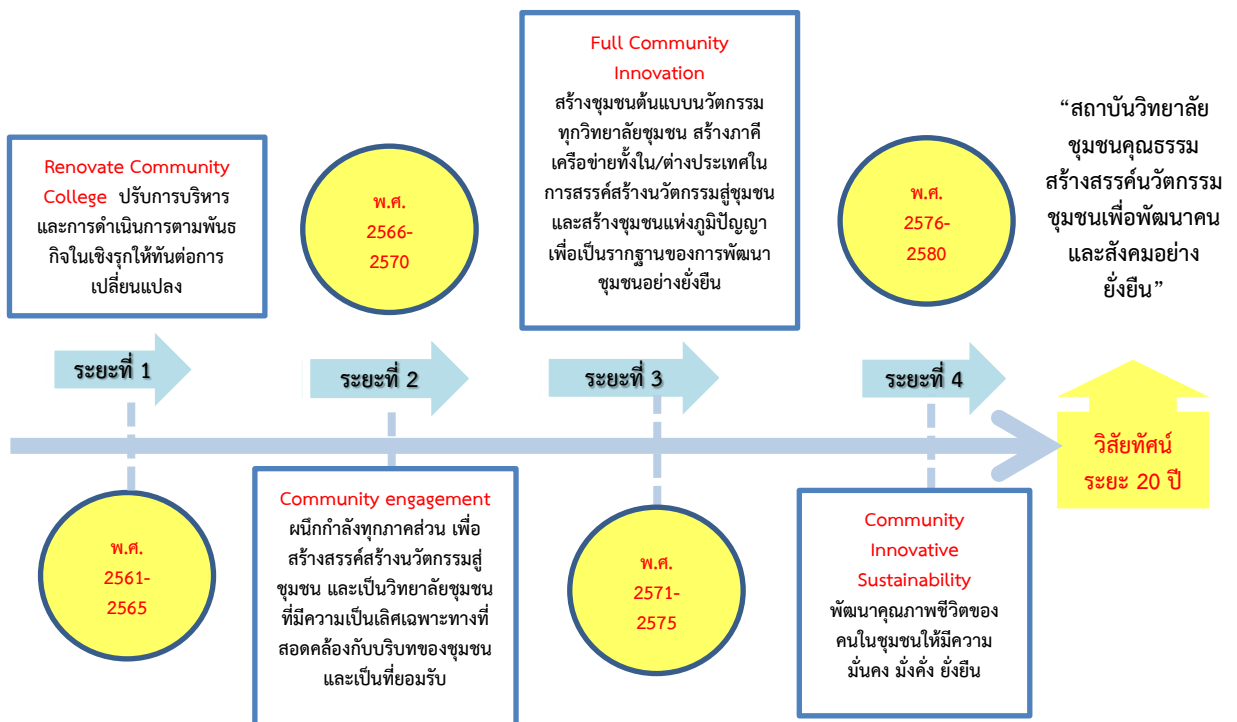 Renovate Community
College ปรับการบริหาร
และการดำเนินการตามพันธ
กิจในเชิงรุกให้ทันต่อการ
เปลี่ยนแปลง
พ.ศ.
2566-
2570
Full Community
Innovation
สร้างชุมชนต้นแบบนวัตกรรม
ทุกวิทยาลัยชุมชน สร้างภาคี
เครือข่ายทั้งใน/ต่างประเทศใน
การสรรค์สร้างนวัตกรรมสู่ชุมชน
และสร้างชุมชนแห่งภูมิปัญญา
เพื่อเป็นรากฐานของการพัฒนา
ชุมชนอย่างยั่งยืน
พ.ศ.
2576-
2580
“สถาบันวิทยาลัย
ชุมชนคุณธรรม
สร้างสรรค์นวัตกรรม
ชุมชนเพื่อพัฒนาคน
และสังคมอย่าง
ยั่งยืน”
ระยะที่ 1
ระยะที่ 2
ระยะที่ 3
ระยะที่ 4
วิสัยทัศน์
ระยะ 20 ปี
พ.ศ.
2561-
2565
Community engagement
ผนึกกำลังทุกภาคส่วน เพื่อ
สร้างสรรค์สร้างนวัตกรรมสู่
ชุมชน และเป็นวิทยาลัยชุมชน
ที่มีความเป็นเลิศเฉพาะทางที่
สอดคล้องกับบริบทของชุมชน
และเป็นที่ยอมรับ
พ.ศ.
2571-
2575
Community
Innovative
Sustainability
พัฒนาคุณภาพชีวิตของ
คนในชุมชนให้มีความ
มั่นคง มั่งคั่ง ยั่งยืน